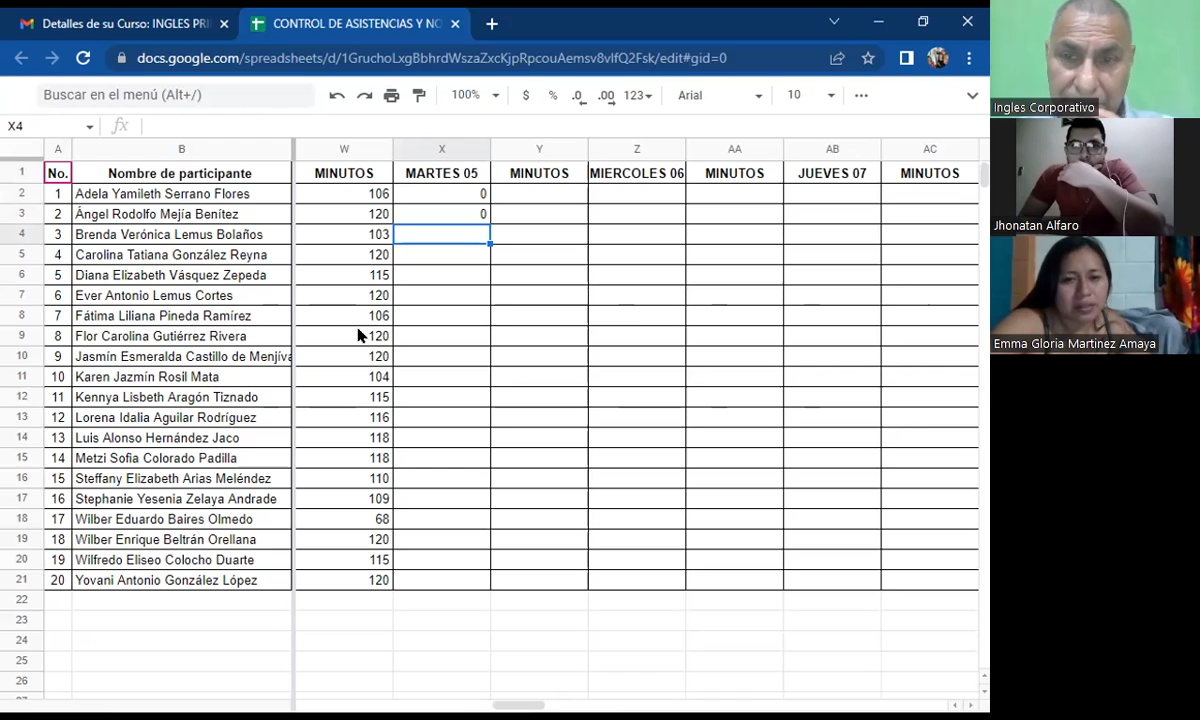 Detalles de su Curso: INGLES PRI
CONTROL DE ASISTENCIAS Y NO
docs.google.com/spreadsheets/d/1GruchoLxgBbhrdWszaZxcKjpRpcouAemsv8vlfQ2Fsk/edit#gid=0
Buscar en el menú (Alt+/)
100% $ % .0 .00 123 Arial 10
X4 fx
A B W X Y Z AA AB AC
1 No. Nombre de participante MINUTOS MARTES 05 MINUTOS MIERCOLES 06 MINUTOS JUEVES 07 MINUTOS
2 1 Adela Yamileth Serrano Flores 106 0
3 2 Ángel Rodolfo Mejía Benítez 120 0
4 3 Brenda Verónica Lemus Bolaños 103
5 4 Carolina Tatiana González Reyna 120
6 5 Diana Elizabeth Vásquez Zepeda 115
7 6 Ever Antonio Lemus Cortes 120
8 7 Fátima Liliana Pineda Ramírez 106
9 8 Flor Carolina Gutiérrez Rivera 120
10 9 Jasmín Esmeralda Castillo de Menjíva 120
11 10 Karen Jazmín Rosil Mata 104
12 11 Kennya Lisbeth Aragón Tiznado 115
13 12 Lorena Idalia Aguilar Rodríguez 116
14 13 Luis Alonso Hernández Jaco 118
15 14 Metzi Sofia Colorado Padilla 118
16 15 Steffany Elizabeth Arias Meléndez 110
17 16 Stephanie Yesenia Zelaya Andrade 109
18 17 Wilber Eduardo Baires Olmedo 68
19 18 Wilber Enrique Beltrán Orellana 120
20 19 Wilfredo Eliseo Colocho Duarte 115
21 20 Yovani Antonio González López 120
22
23
24
25
26
Ingles Corporativo
Jhonatan Alfaro
Emma Gloria Martinez Amaya